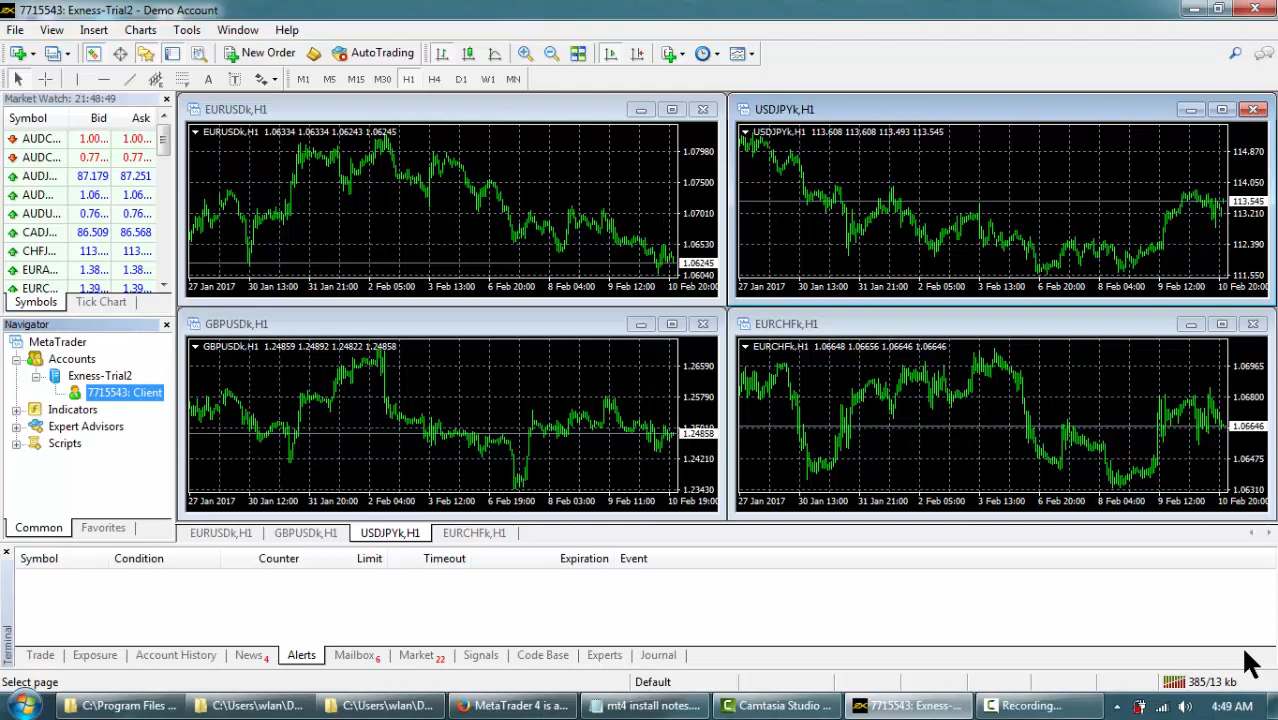 7715543: Exness-Trial2 - Demo Account
File View Insert Charts Tools Window Help
New Order AutoTrading
A T M1 M5 M15 M30 H1 H4 D1 W1 MN
Market Watch: 21:48:49
Symbol Bid Ask
AUDC... 1.00... 1.00...
AUDC... 0.77... 0.77...
AUDJ... 87.179 87.251
AUD... 1.06... 1.06...
AUDU... 0.76... 0.76...
CADJ... 86.509 86.568
CHFJ... 113.... 113....
EURA... 1.38... 1.38...
EURC... 1.39... 1.39...
Symbols Tick Chart
Navigator
MetaTrader
Accounts
Exness-Trial2
7715543: Client
Indicators
Expert Advisors
Scripts
Common Favorites
EURUSDk,H1
EURUSDk,H1 1.06334 1.06334 1.06243 1.06245
1.07980
1.07500
1.07010
1.06530
1.06245
1.06040
27 Jan 2017 30 Jan 12:00 31 Jan 20:00 2 Feb 04:00 3 Feb 12:00 6 Feb 20:00 8 Feb 04:00 9 Feb 12:00 10 Feb 20:00
USDJPYk,H1
USDJPYk,H1 113.608 113.608 113.493 113.545
114.870
114.050
113.545
113.210
112.390
111.550
27 Jan 2017 30 Jan 12:00 31 Jan 20:00 2 Feb 04:00 3 Feb 12:00 6 Feb 20:00 8 Feb 04:00 9 Feb 12:00 10 Feb 20:00
GBPUSDk,H1
GBPUSDk,H1 1.24859 1.24892 1.24822 1.24858
1.26590
1.25790
1.24858
1.24210
1.23430
27 Jan 2017 30 Jan 12:00 31 Jan 20:00 2 Feb 04:00 3 Feb 12:00 6 Feb 19:00 8 Feb 03:00 9 Feb 11:00 10 Feb 19:00
EURCHFk,H1
EURCHFk,H1 1.06648 1.06656 1.06646 1.06646
1.06965
1.06800
1.06646
1.06475
1.06310
27 Jan 2017 30 Jan 13:00 31 Jan 21:00 2 Feb 05:00 3 Feb 13:00 6 Feb 20:00 8 Feb 04:00 9 Feb 12:00 10 Feb 20:00
EURUSDk,H1 GBPUSDk,H1 USDJPYk,H1 EURCHFk,H1
Symbol Condition Counter Limit Timeout Expiration Event
Terminal
Trade Exposure Account History News 4 Alerts Mailbox 6 Market 22 Signals Code Base Experts Journal
Select page Default 385/13 kb
C:\Program Files ... C:\Users\wlan\D... C:\Users\wlan\D... MetaTrader 4 is a... mt4 install notes.... Camtasia Studio ... 7715543: Exness-... Recording... 4:49 AM